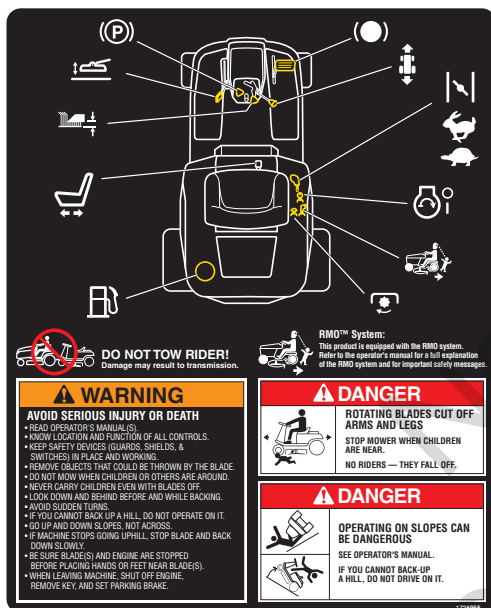 (P)
DO NOT TOW RIDER!
Damage may result to transmission.
RMO™ System:
This product is equipped with the RMO system.
Refer to the operator's manual for a full explanation
of the RMO system and for important safety messages.
WARNING
AVOID SERIOUS INJURY OR DEATH
• READ OPERATOR'S MANUAL(S).
• KNOW LOCATION AND FUNCTION OF ALL CONTROLS.
• KEEP SAFETY DEVICES (GUARDS, SHIELDS, &
SWITCHES) IN PLACE AND WORKING.
• REMOVE OBJECTS THAT COULD BE THROWN BY THE BLADE.
• DO NOT MOW WHEN CHILDREN OR OTHERS ARE AROUND.
• NEVER CARRY CHILDREN EVEN WITH BLADES OFF.
• LOOK DOWN AND BEHIND BEFORE AND WHILE BACKING.
• AVOID SUDDEN TURNS.
• IF YOU CANNOT BACK UP A HILL, DO NOT OPERATE ON IT.
• GO UP AND DOWN SLOPES, NOT ACROSS.
• IF MACHINE STOPS GOING UPHILL, STOP BLADE AND BACK
DOWN SLOWLY.
• BE SURE BLADE(S) AND ENGINE ARE STOPPED
BEFORE PLACING HANDS OR FEET NEAR BLADE(S).
• WHEN LEAVING MACHINE, SHUT OFF ENGINE,
REMOVE KEY, AND SET PARKING BRAKE.
DANGER
ROTATING BLADES CUT OFF
ARMS AND LEGS
STOP MOWER WHEN CHILDREN
ARE NEAR.
NO RIDERS — THEY FALL OFF.
DANGER
OPERATING ON SLOPES CAN
BE DANGEROUS
SEE OPERATOR'S MANUAL.
IF YOU CANNOT BACK-UP
A HILL, DO NOT DRIVE ON IT.